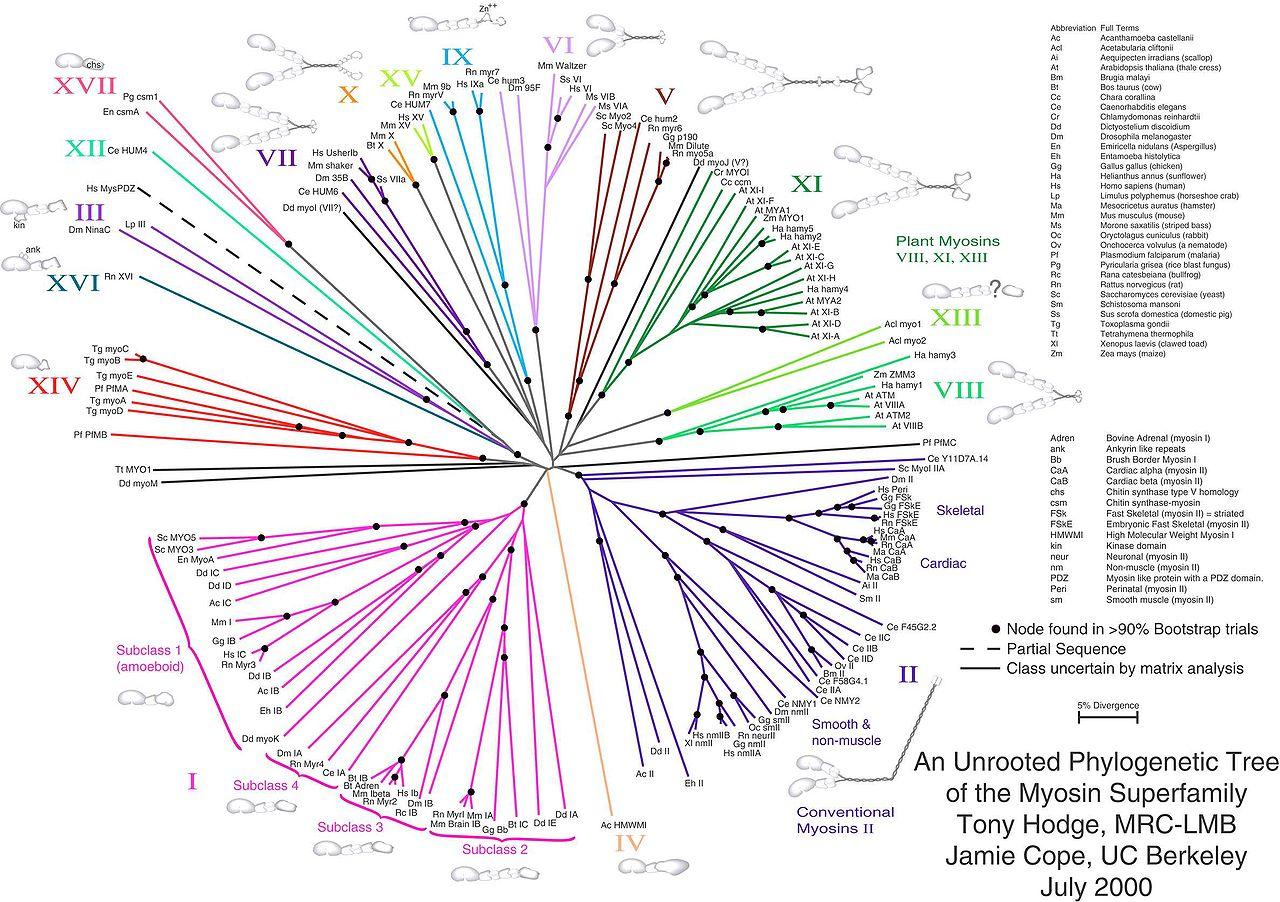 Zn++
chs
XVII
Pg csm1
En csmA
XII
Ce HUM4
Hs MysPDZ
III
kin
Dm NinaC
Lp III
ank
XVI
Rn XVI
Tg myoC
Tg myoB
Tg myoE
XIV
Pf PfMA
Tg myoA
Tg myoD
Pf PfMB
Tt MYO1
Dd myoM
VII
Hs UsherIb
Mm shaker
Ss VIIa
Dm 35B
Ce HUM6
Dd myoI (VII?)
X
Mm X
Bt X
XV
Hs XV
Mm XV
IX
Rn myr7
Hs IXa
Mm 9b
Rn myrV
Ce HUM7
VI
Ce hum3
Dm 95F
Mm Waltzer
Ss VI
Hs VI
Ms VIB
Ms VIA
V
Sc Myo2
Sc Myo4
Ce hum2
Rn myr6
Gg p190
Mm Dilute
Rn myo5a
Dd myoJ (V?)
XI
Cr MYOI
Cc ccm
At XI-I
At XI-F
At MYA1
Zm MYO1
Ha hamy5
Ha hamy2
At XI-E
At XI-C
At XI-G
At XI-H
Ha hamy4
At MYA2
At XI-B
At XI-D
At XI-A
Plant Myosins
VIII, XI, XIII
?
XIII
Acl myo1
Acl myo2
VIII
Ha hamy3
Zm ZMM3
Ha hamy1
At ATM
At VIIIA
At ATM2
At VIIIB
Pf PfMC
Ce Y11D7A.14
Sc MyoI IIA
Dm II
Hs Peri
Gg FSk
Gg FSkE
Hs FSkE
Rn FSkE
Skeletal
Hs CaA
Mm CaA
Rn CaA
Ma CaA
Hs CaB
Rn CaB
Ma CaB
Cardiac
Ai II
Sm II
Ce F45G2.2
Ce IIC
Ce IIB
Ce IID
Ov II
Bm II
Ce F58G4.1
Ce IIA
Ce NMY2
Ce NMY1
Dm nmII
Gg smII
Oc smII
Rn neurII
Gg nmII
Hs nmIIA
Hs nmIIB
Xl nmII
Smooth &
non-muscle
II
Conventional
Myosins II
Eh II
Dd II
Ac II
Ac HMWMI
IV
Sc MYO5
Sc MYO3
En MyoA
Dd IC
Dd ID
Ac IC
Mm I
Gg IB
Hs IC
Rn Myr3
Dd IB
Ac IB
Eh IB
Dd myoK
Subclass 1
(amoeboid)
I
Dm IA
Rn Myr4
Ce IA
Subclass 4
Bt IB
Bt Adren
Mm Ibeta
Rn Myr2
Hs Ib
Rc IB
Dm IB
Subclass 3
Rn MyrI
Mm Brain IB
Mm IA
Gg Bb
Bt IC
Dd IE
Dd IA
Subclass 2
Abbreviation Full Terms
Ac Acanthamoeba castellanii
Acl Acetabularia cliftonii
Ai Aequipecten irradians (scallop)
At Arabidopsis thaliana (thale cress)
Bm Brugia malayi
Bt Bos taurus (cow)
Cc Chara corallina
Ce Caenorhabditis elegans
Cr Chlamydomonas reinhardtii
Dd Dictyostelium discoidium
Dm Drosophila melanogaster
En Emiricella nidulans (Aspergillus)
Eh Entamoeba histolytica
Gg Gallus gallus (chicken)
Ha Helianthus annus (sunflower)
Hs Homo sapiens (human)
Lp Limulus polyphemus (horseshoe crab)
Ma Mesocricetus auratus (hamster)
Mm Mus musculus (mouse)
Ms Morone saxatilis (striped bass)
Oc Oryctolagus cuniculus (rabbit)
Ov Onchocerca volvulus (a nematode)
Pf Plasmodium falciparum (malaria)
Pg Pyricularia grisea (rice blast fungus)
Rc Rana catesbeiana (bullfrog)
Rn Rattus norvegicus (rat)
Sc Saccharomyces cerevisiae (yeast)
Sm Schistosoma mansoni
Ss Sus scrofa domestica (domestic pig)
Tg Toxoplasma gondii
Tt Tetrahymena thermophila
Xl Xenopus laevis (clawed toad)
Zm Zea mays (maize)
Adren Bovine Adrenal (myosin I)
ank Ankyrin like repeats
Bb Brush Border Myosin I
CaA Cardiac alpha (myosin II)
CaB Cardiac beta (myosin II)
chs Chitin synthase type V homology
csm Chitin synthase-myosin
FSk Fast Skeletal (myosin II) = striated
FSkE Embryonic Fast Skeletal (myosin II)
HMWMI High Molecular Weight Myosin I
kin Kinase domain
neur Neuronal (myosin II)
nm Non-muscle (myosin II)
PDZ Myosin like protein with a PDZ domain.
Peri Perinatal (myosin II)
sm Smooth muscle (myosin II)
Node found in >90% Bootstrap trials
Partial Sequence
Class uncertain by matrix analysis
5% Divergence
An Unrooted Phylogenetic Tree
of the Myosin Superfamily
Tony Hodge, MRC-LMB
Jamie Cope, UC Berkeley
July 2000